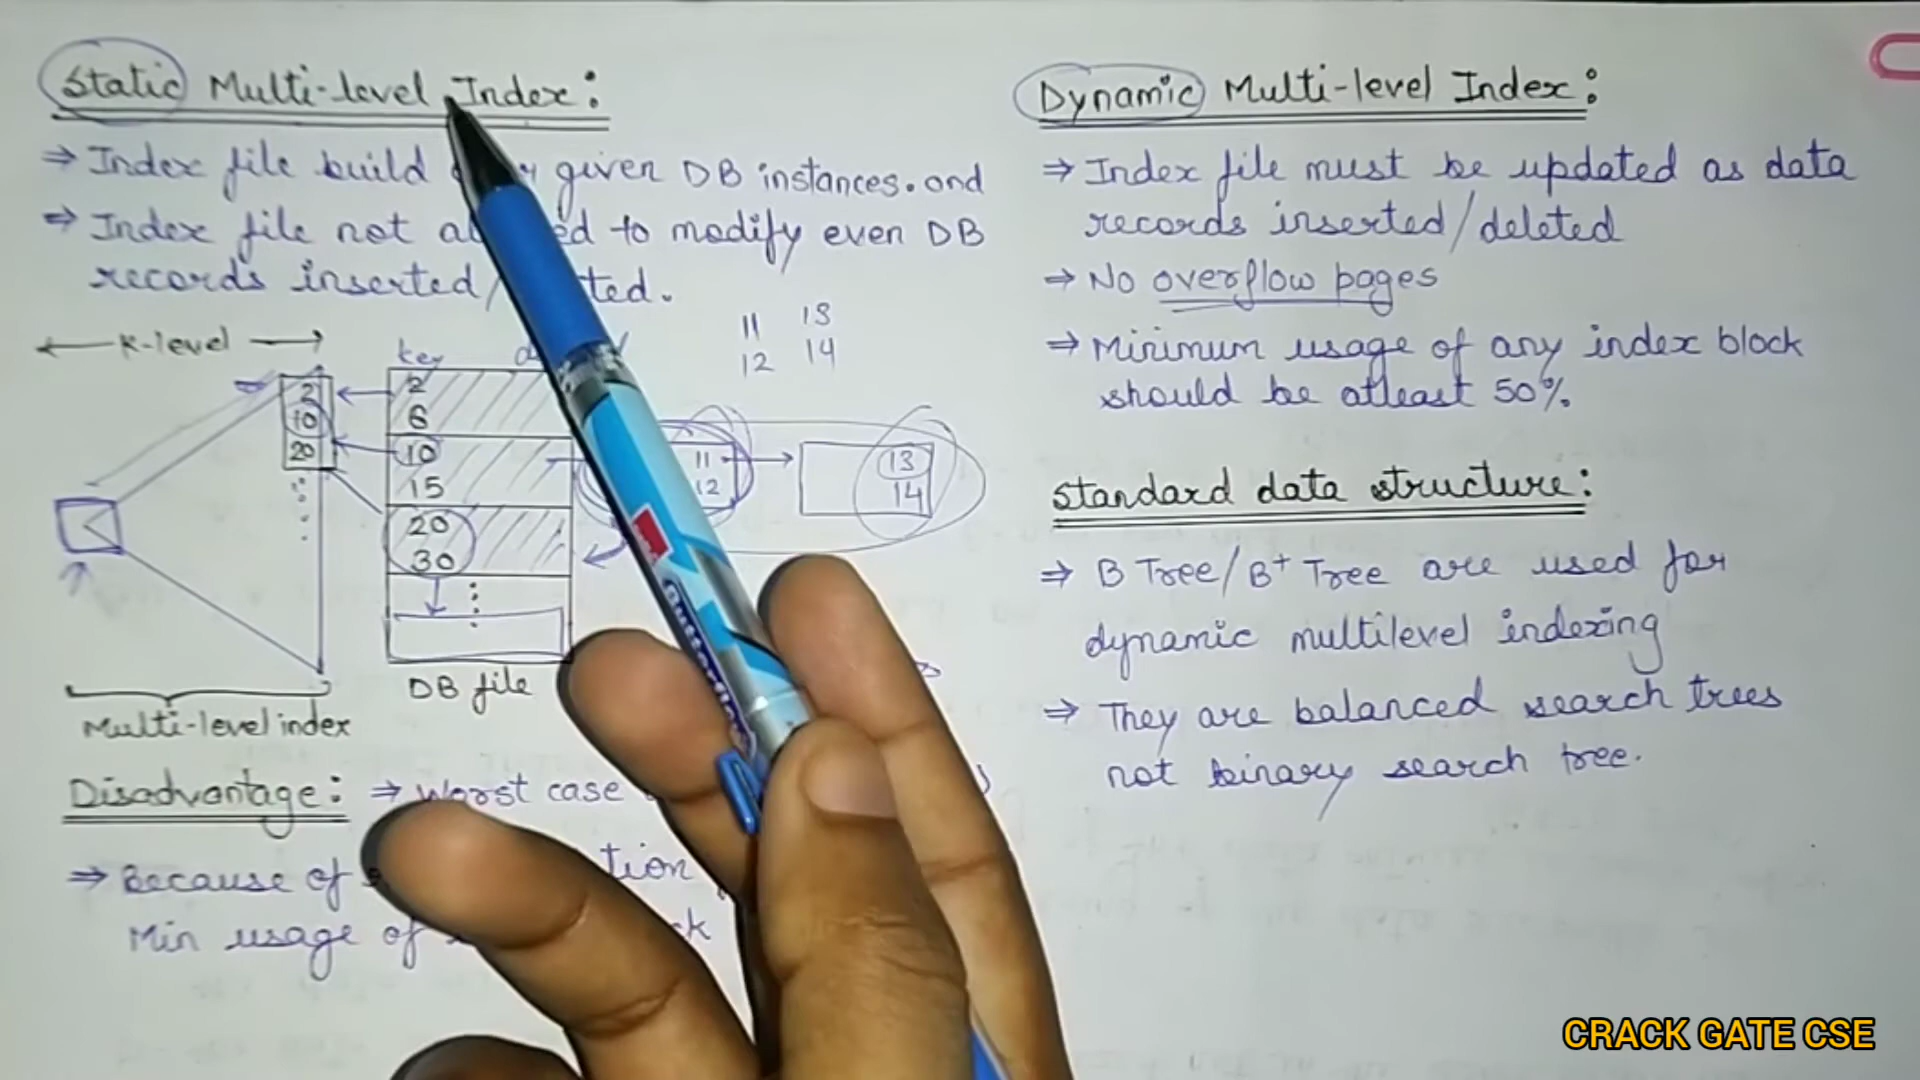 Static Multi-level Index:
⇒ Index file build given DB instances. and
⇒ Index file not to modify even DB
records inserted/
← K-level →
key
11 13
12 14
2
10
20
2
6
10
15
20
30
11
12
13
14
DB file
Multi-level index
Disadvantage: ⇒ Worst case
⇒ Because of
Min usage of
Dynamic Multi-level Index:
⇒ Index file must be updated as data
records inserted/deleted
⇒ No overflow pages
⇒ Minimum usage of any index block
should be atleast 50%.
Standard data structure:
⇒ B Tree/B+ Tree are used for
dynamic multilevel indexing
⇒ They are balanced search trees
not binary search tree.
CRACK GATE CSE